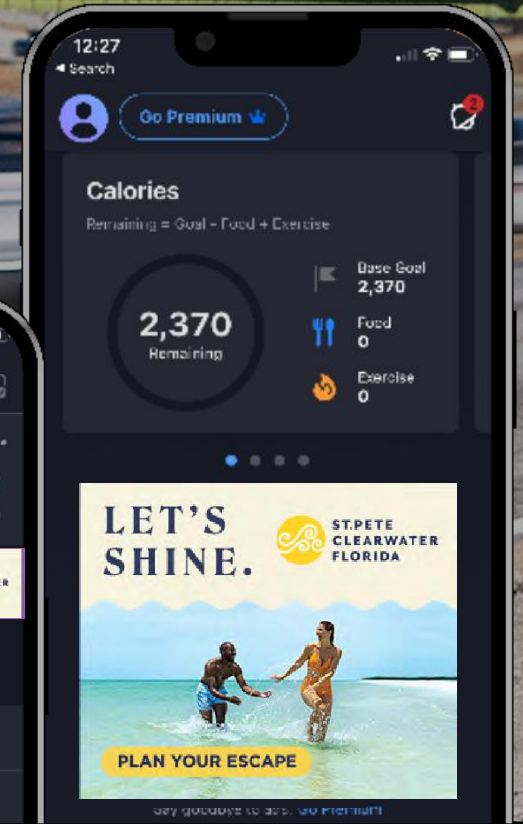 12:27
◀ Search
Go Premium
2
Calories
Remaining = Goal - Food + Exercise
2,370
Remaining
Base Goal
2,370
Food
0
Exercise
0
LET'S
SHINE.
ST.PETE
CLEARWATER
FLORIDA
PLAN YOUR ESCAPE
Say goodbye to ads. Go Premium